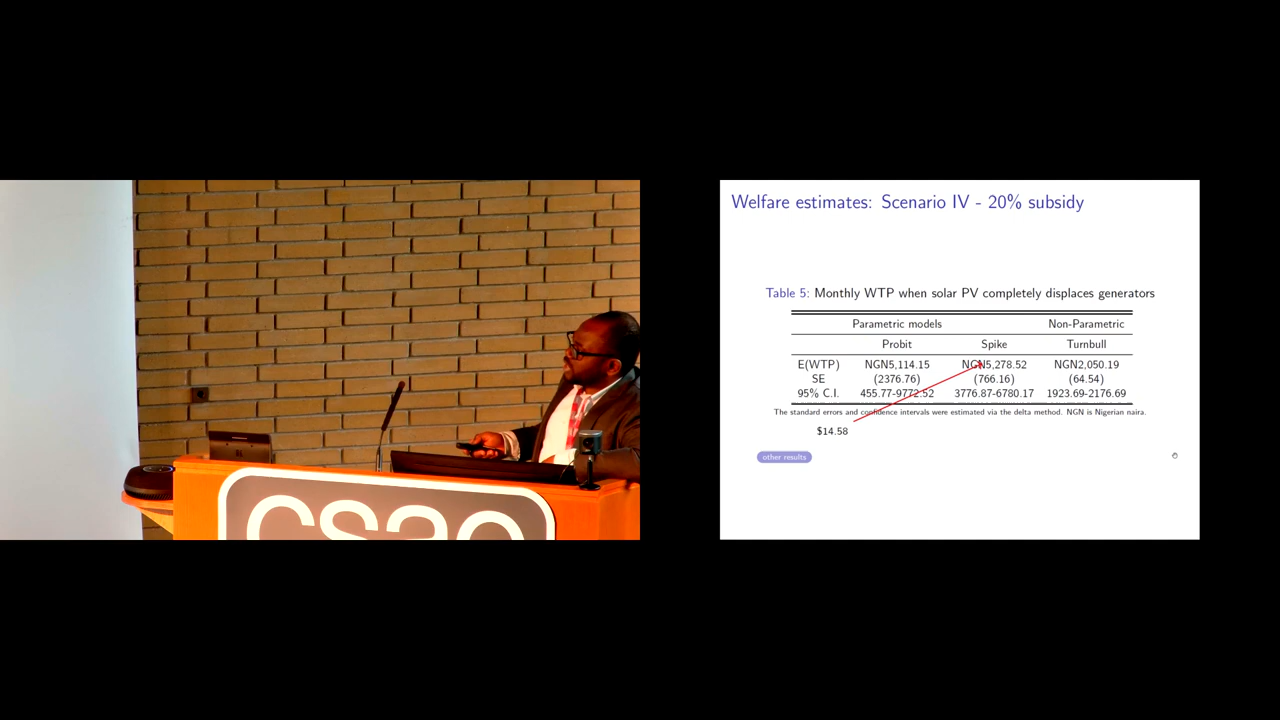 Welfare estimates: Scenario IV - 20% subsidy
Table 5: Monthly WTP when solar PV completely displaces generators
Parametric models Non-Parametric
Probit Spike Turnbull
E(WTP) NGN5,114.15 NGN5,278.52 NGN2,050.19
SE (2376.76) (766.16) (64.54)
95% C.I. 455.77-9772.52 3776.87-6780.17 1923.69-2176.69
The standard errors and confidence intervals were estimated via the delta method. NGN is Nigerian naira.
$14.58
other results
csae